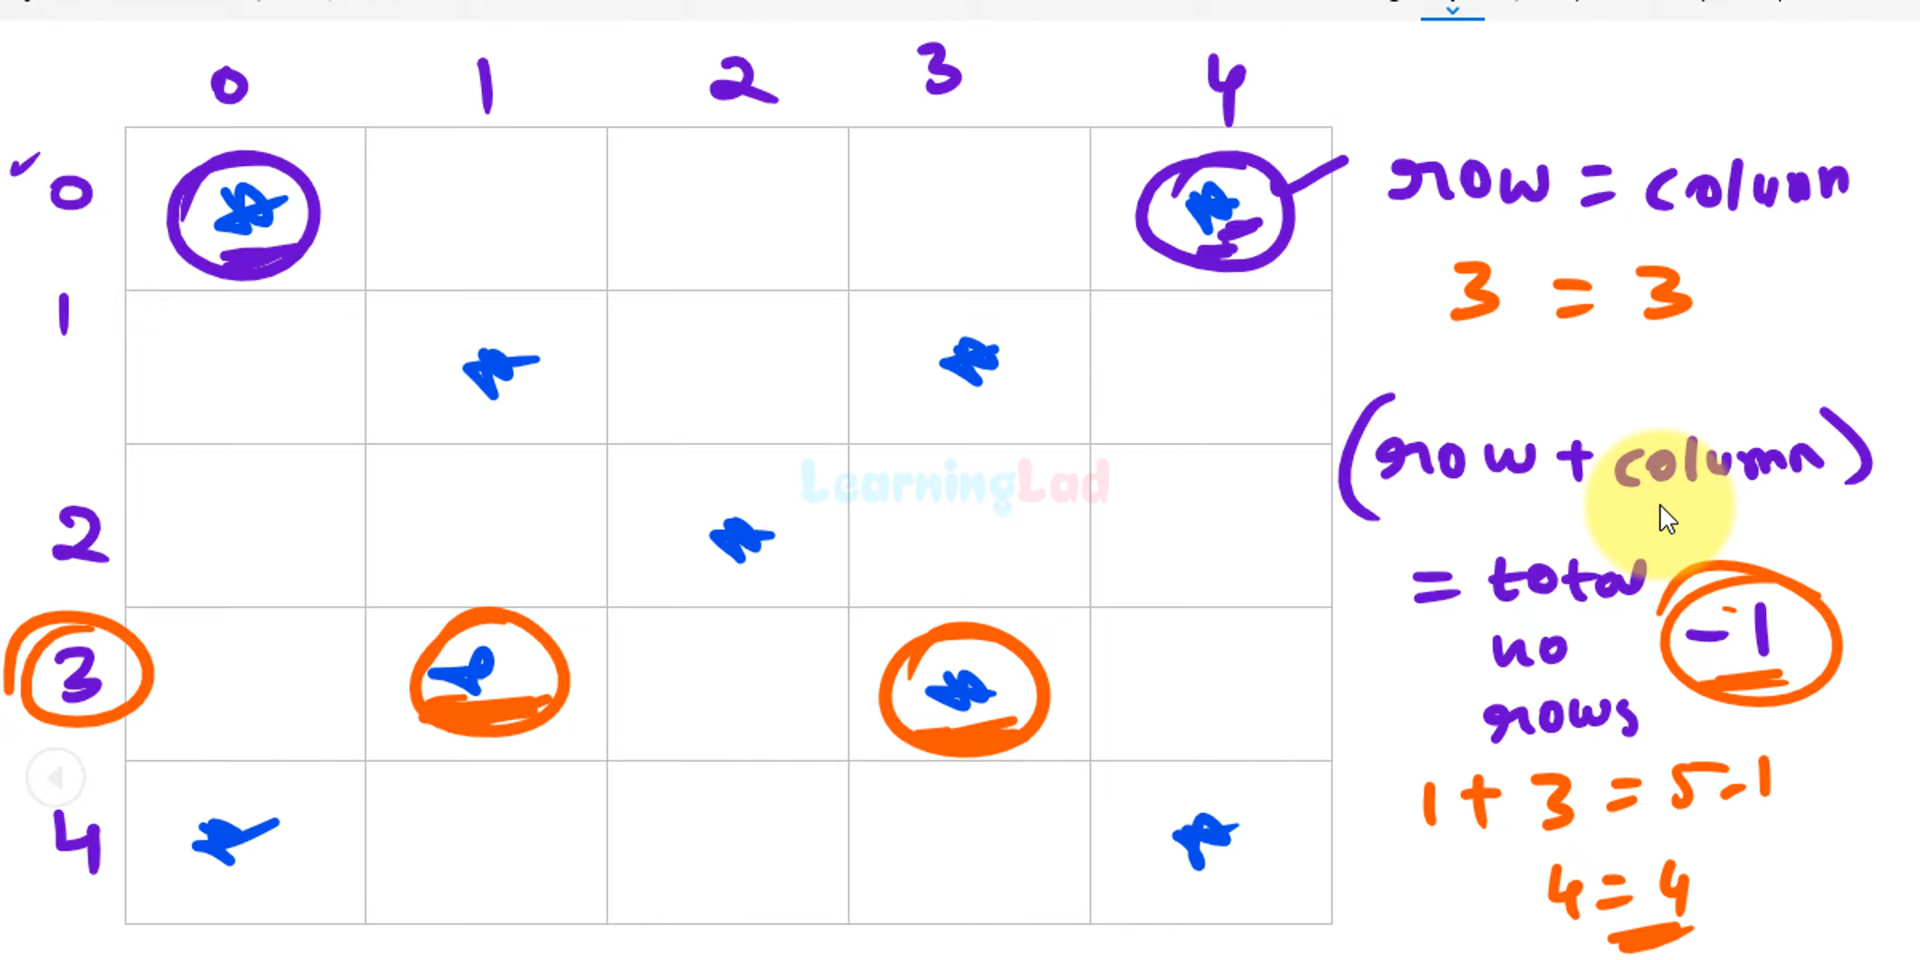 0 1 2 3 4
0
1
2
3
4
row = column
3 = 3
(row + column)
= total
no
rows
-1
1 + 3 = 5-1
4 = 4
LearningLad